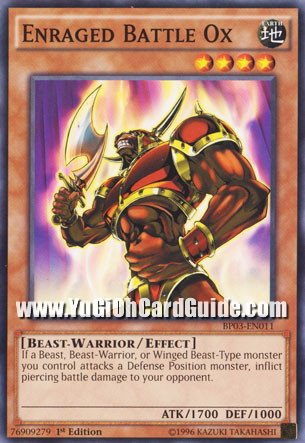 ENRAGED BATTLE OX
EARTH
地
www.YuGiOhCardGuide.com
BP03-EN011
[BEAST-WARRIOR/EFFECT]
If a Beast, Beast-Warrior, or Winged Beast-Type monster
you control attacks a Defense Position monster, inflict
piercing battle damage to your opponent.
ATK/1700 DEF/1000
76909279 1st Edition ©1996 KAZUKI TAKAHASHI